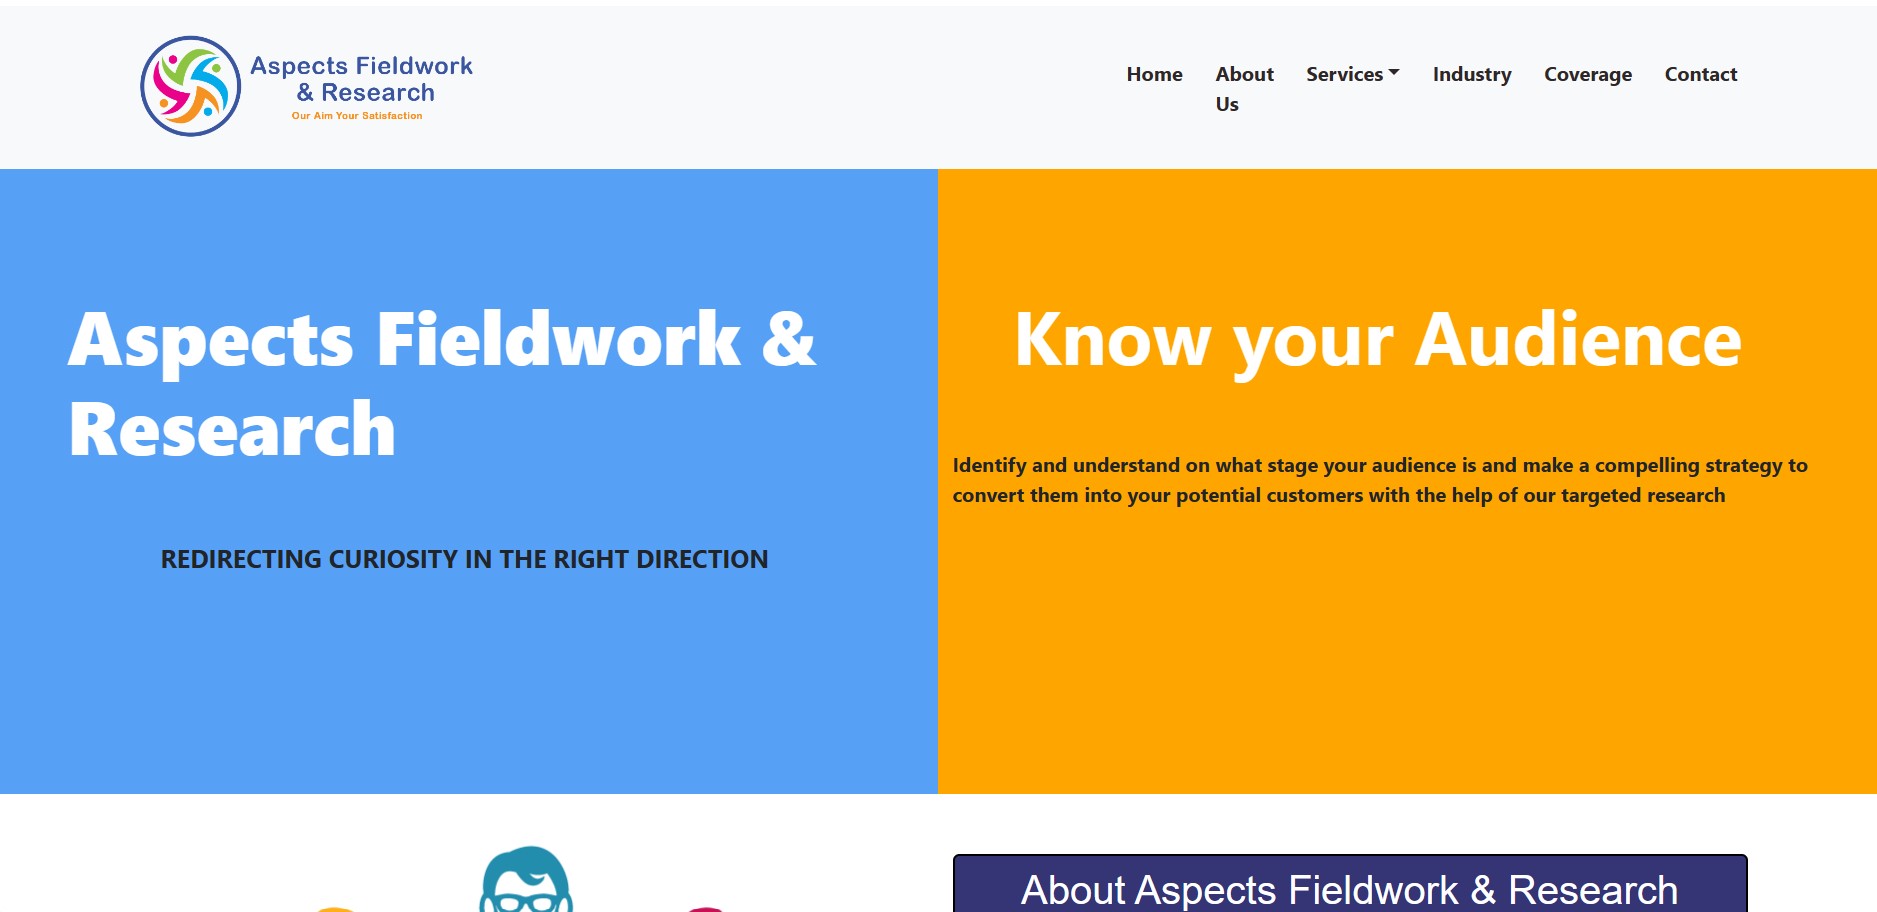 Aspects Fieldwork
& Research
Our Aim Your Satisfaction
Home
About
Us
Services
Industry
Coverage
Contact
Aspects Fieldwork &
Research
REDIRECTING CURIOSITY IN THE RIGHT DIRECTION
Know your Audience
Identify and understand on what stage your audience is and make a compelling strategy to
convert them into your potential customers with the help of our targeted research
About Aspects Fieldwork & Research